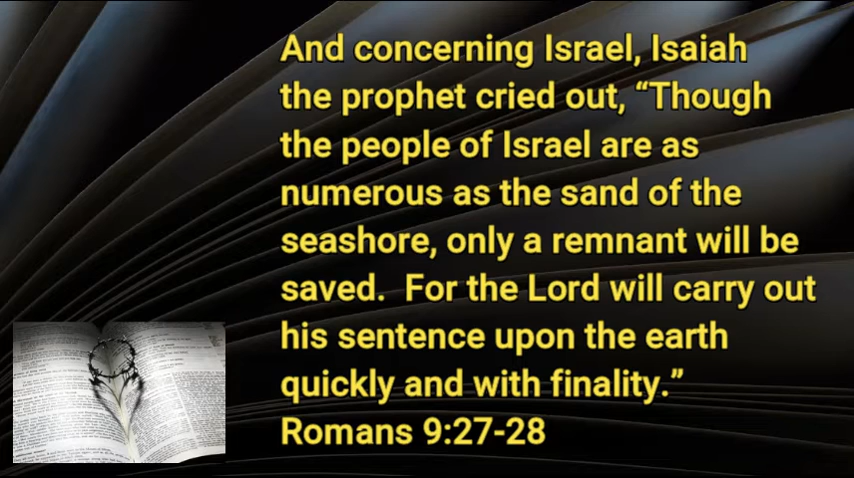 And concerning Israel, Isaiah
the prophet cried out, “Though
the people of Israel are as
numerous as the sand of the
seashore, only a remnant will be
saved.  For the Lord will carry out
his sentence upon the earth
quickly and with finality.”
Romans 9:27-28